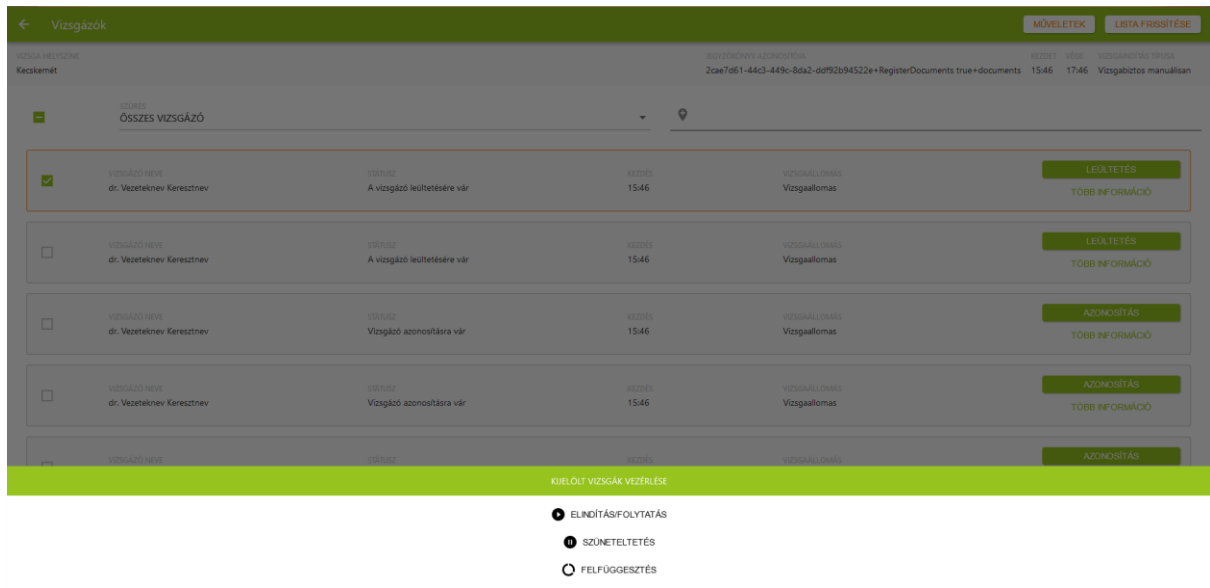 Vizsgázók
MŰVELETEK
LISTA FRISSÍTÉSE
VIZSGA HELYSZÍNE
JEGYZŐKÖNYV AZONOSÍTÓJA
KEZDET VÉGE VIZSGAINDÍTÁS TÍPUSA
Kecskemét
2cae7d61-44c3-449c-8da2-ddf92b94522e+RegisterDocuments true+documents 15:46 17:46 Vizsgabiztos manuálisan
SZŰRÉS
ÖSSZES VIZSGÁZÓ
VIZSGÁZÓ NEVE STÁTUSZ KEZDÉS VIZSGAÁLLOMÁS
dr. Vezeteknev Keresztnev A vizsgázó leültetésére vár 15:46 Vizsgaallomas
LEÜLTETÉS
TÖBB INFORMÁCIÓ
VIZSGÁZÓ NEVE STÁTUSZ KEZDÉS VIZSGAÁLLOMÁS
dr. Vezeteknev Keresztnev A vizsgázó leültetésére vár 15:46 Vizsgaallomas
LEÜLTETÉS
TÖBB INFORMÁCIÓ
VIZSGÁZÓ NEVE STÁTUSZ KEZDÉS VIZSGAÁLLOMÁS
dr. Vezeteknev Keresztnev Vizsgázó azonosításra vár 15:46 Vizsgaallomas
AZONOSÍTÁS
TÖBB INFORMÁCIÓ
VIZSGÁZÓ NEVE STÁTUSZ KEZDÉS VIZSGAÁLLOMÁS
dr. Vezeteknev Keresztnev Vizsgázó azonosításra vár 15:46 Vizsgaallomas
AZONOSÍTÁS
TÖBB INFORMÁCIÓ
VIZSGÁZÓ NEVE STÁTUSZ KEZDÉS VIZSGAÁLLOMÁS
AZONOSÍTÁS
KIJELÖLT VIZSGÁK VEZÉRLÉSE
ELINDÍTÁS/FOLYTATÁS
SZÜNETELTETÉS
FELFÜGGESZTÉS